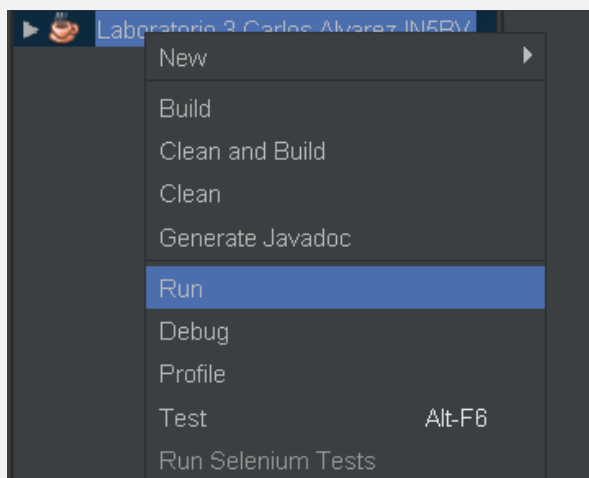 Laboratorio 3 Carlos Alvarez IN5BV
New
Build
Clean and Build
Clean
Generate Javadoc
Run
Debug
Profile
Test Alt-F6
Run Selenium Tests